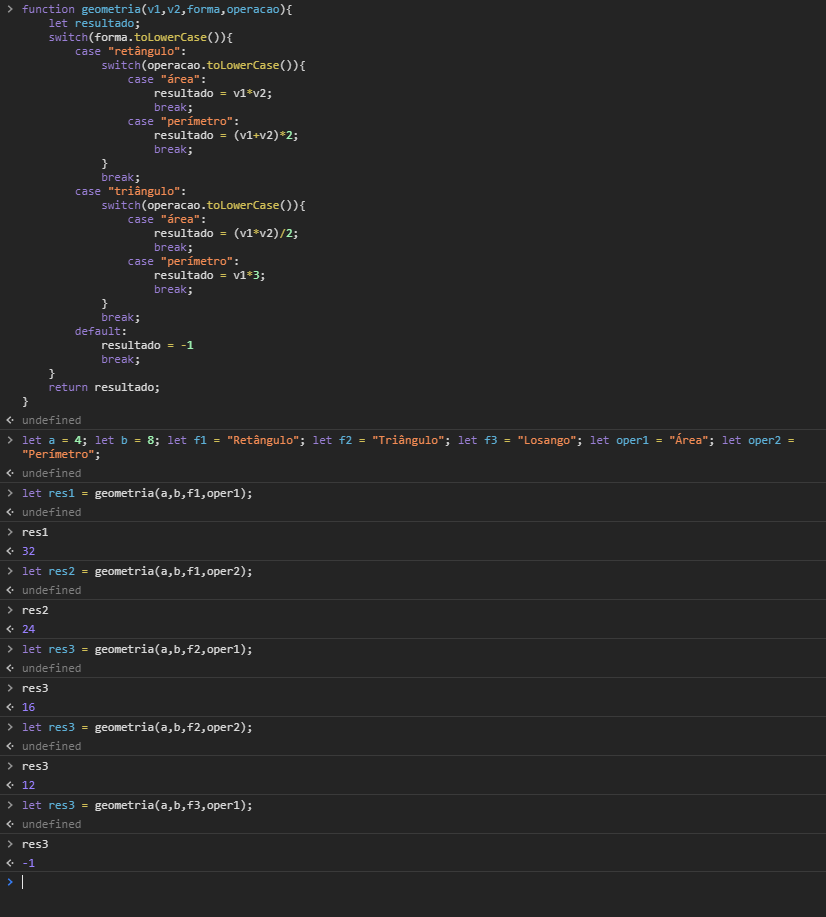 > function geometria(v1,v2,forma,operacao){
    let resultado;
    switch(forma.toLowerCase()){
        case "retângulo":
            switch(operacao.toLowerCase()){
                case "área":
                    resultado = v1*v2;
                    break;
                case "perímetro":
                    resultado = (v1+v2)*2;
                    break;
            }
            break;
        case "triângulo":
            switch(operacao.toLowerCase()){
                case "área":
                    resultado = (v1*v2)/2;
                    break;
                case "perímetro":
                    resultado = v1*3;
                    break;
            }
            break;
        default:
            resultado = -1
            break;
    }
    return resultado;
}
<· undefined
> let a = 4; let b = 8; let f1 = "Retângulo"; let f2 = "Triângulo"; let f3 = "Losango"; let oper1 = "Área"; let oper2 =
"Perímetro";
<· undefined
> let res1 = geometria(a,b,f1,oper1);
<· undefined
> res1
<· 32
> let res2 = geometria(a,b,f1,oper2);
<· undefined
> res2
<· 24
> let res3 = geometria(a,b,f2,oper1);
<· undefined
> res3
<· 16
> let res3 = geometria(a,b,f2,oper2);
<· undefined
> res3
<· 12
> let res3 = geometria(a,b,f3,oper1);
<· undefined
> res3
<· -1
>